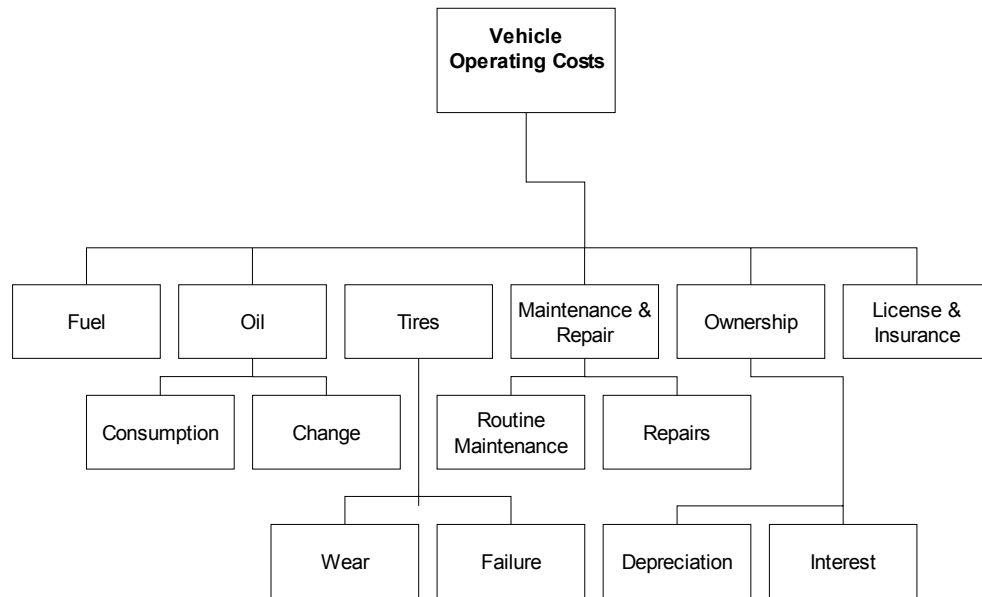 Vehicle
Operating Costs
Fuel
Oil
Tires
Maintenance &
Repair
Ownership
License &
Insurance
Consumption
Change
Routine
Maintenance
Repairs
Wear
Failure
Depreciation
Interest